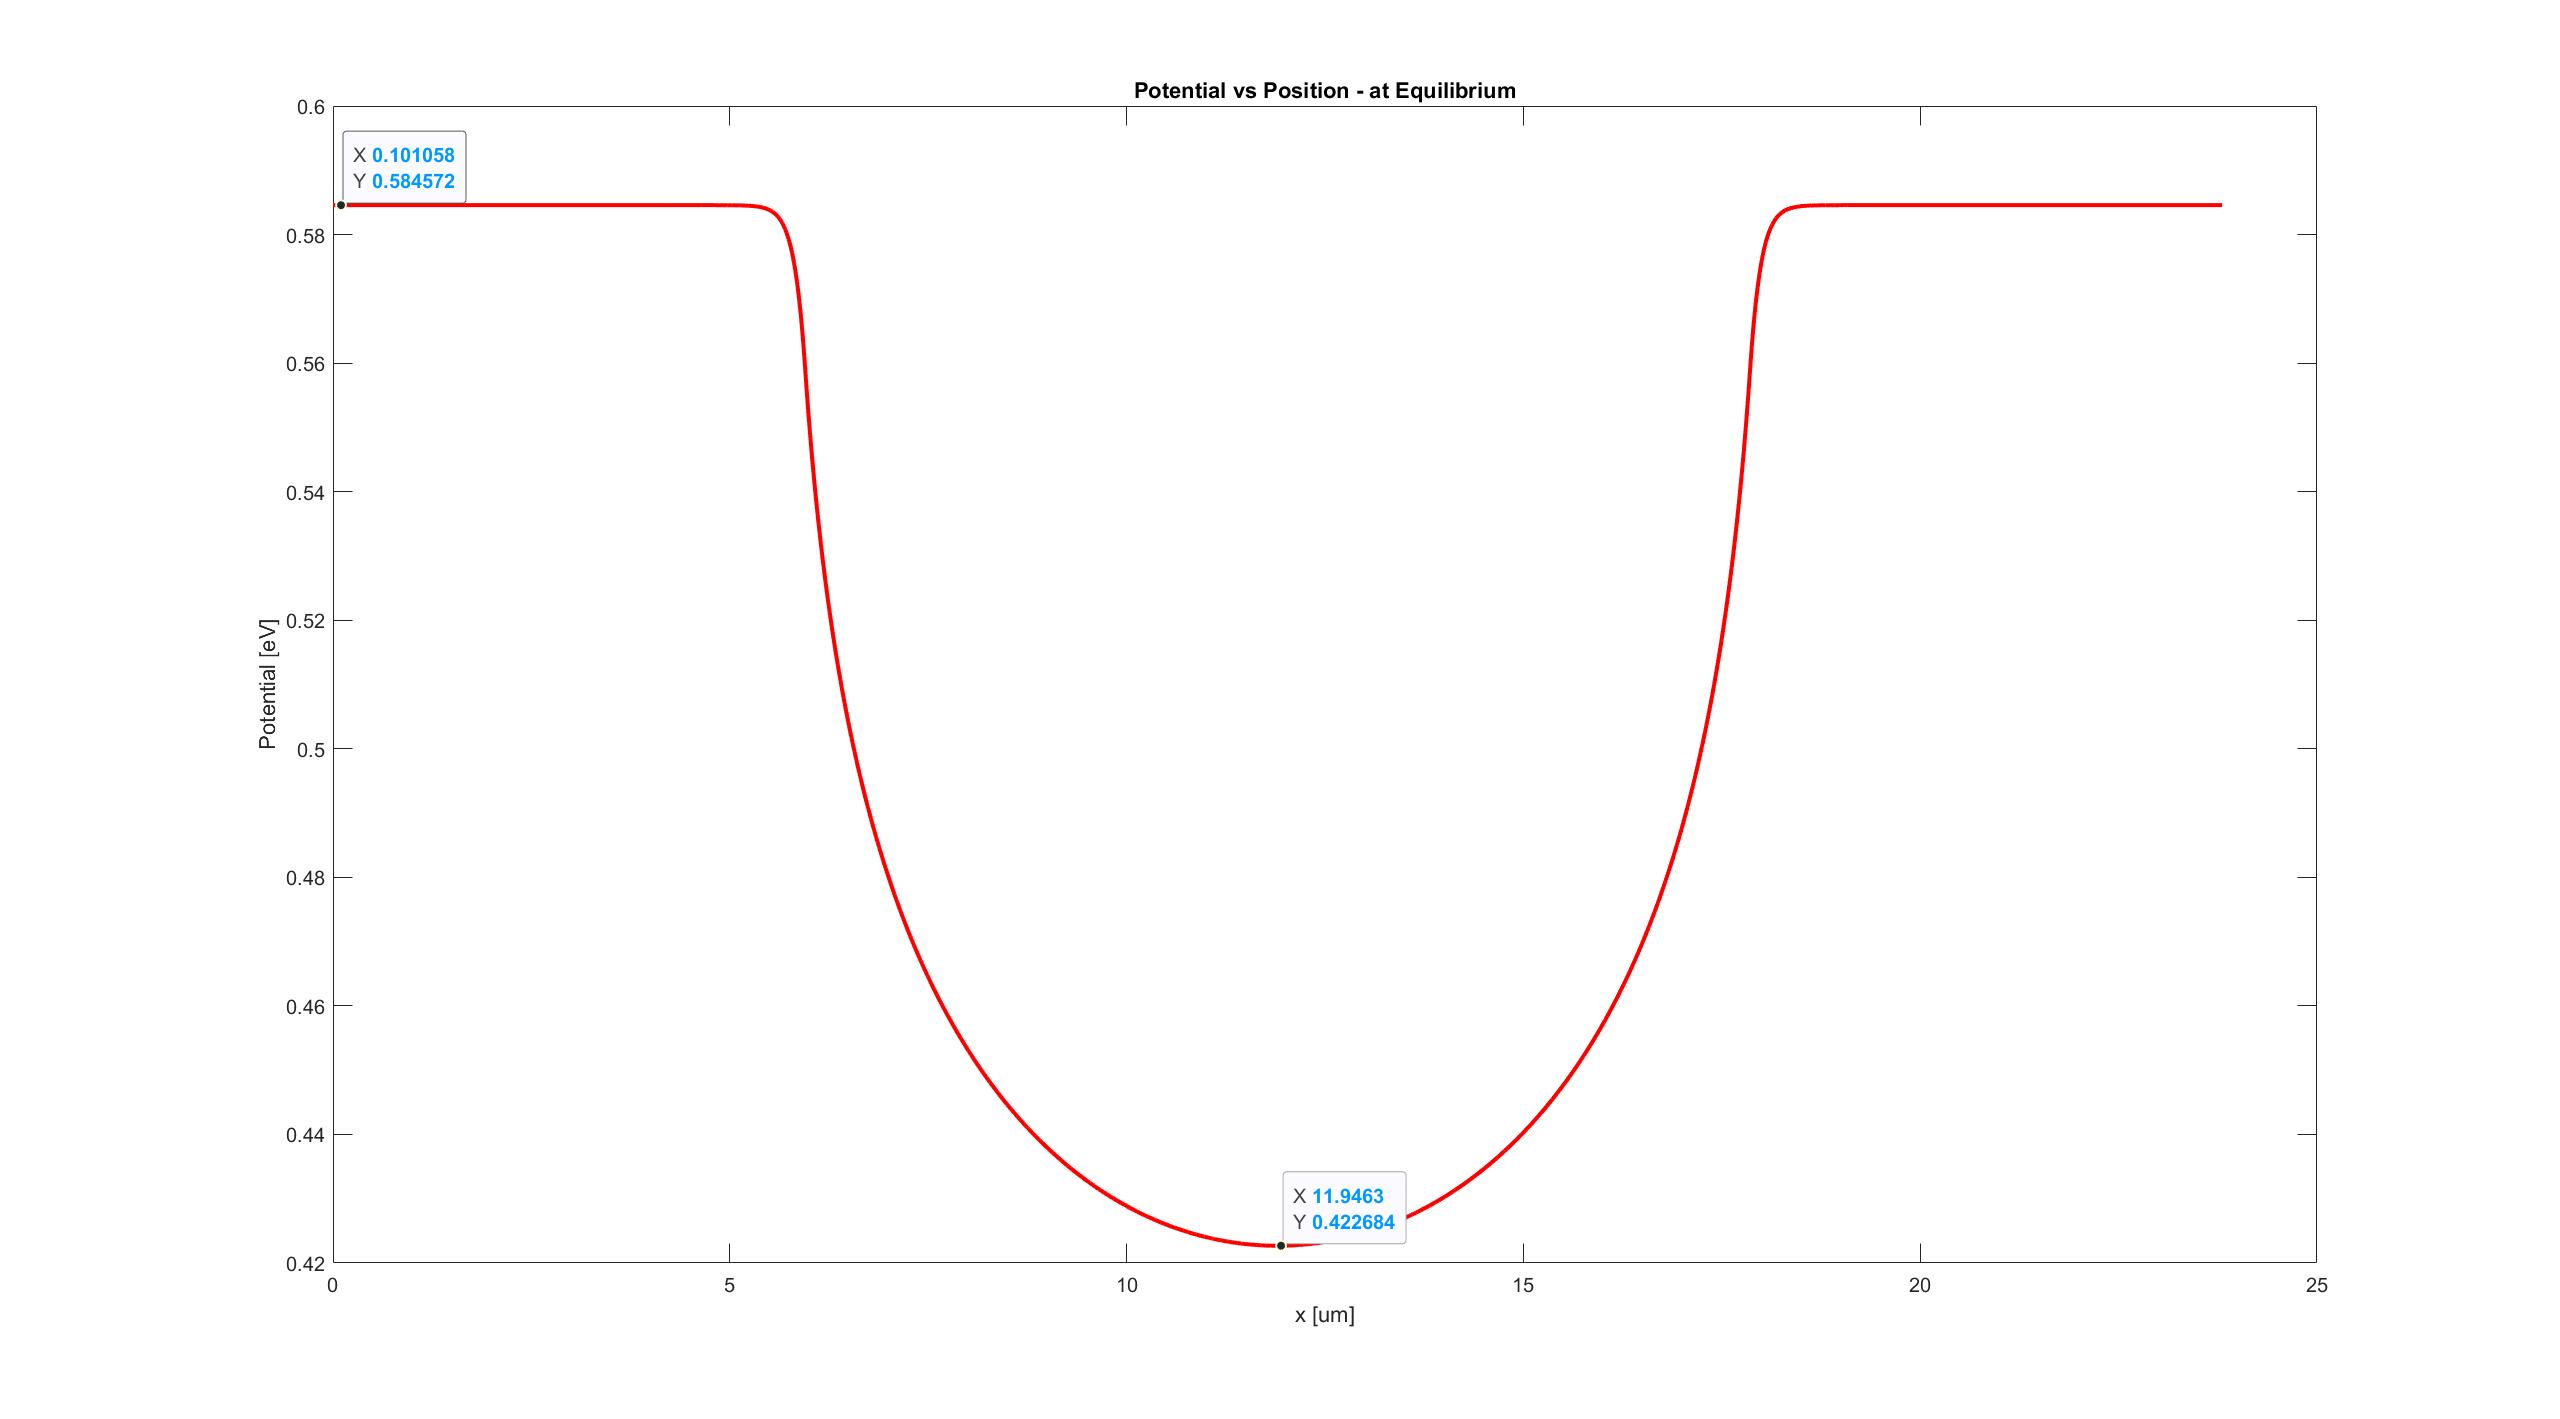 Potential vs Position - at Equilibrium
0.6
X 0.101058
Y 0.584572
0.58
0.56
0.54
0.52
Potential [eV]
0.5
0.48
0.46
0.44
X 11.9463
Y 0.422684
0.42
0 5 10 15 20 25
x [um]